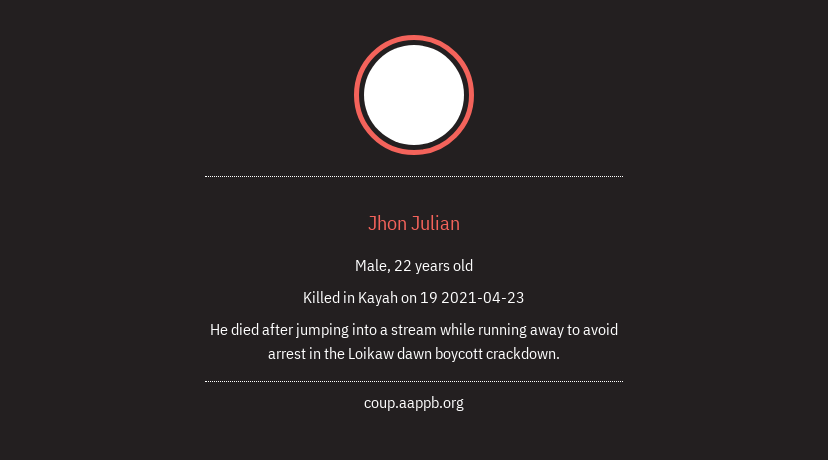 Jhon Julian
Male, 22 years old
Killed in Kayah on 19 2021-04-23
He died after jumping into a stream while running away to avoid
arrest in the Loikaw dawn boycott crackdown.
coup.aappb.org